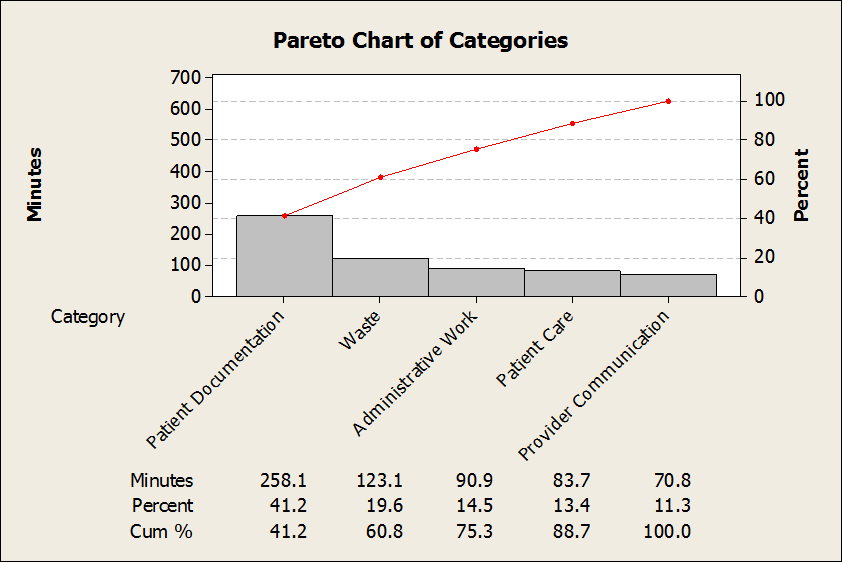 Pareto Chart of Categories
700
600
500
400
300
200
100
0
Minutes
100
80
60
40
20
0
Percent
Category
Patient Documentation
Waste
Administrative Work
Patient Care
Provider Communication
Minutes 258.1 123.1 90.9 83.7 70.8
Percent 41.2 19.6 14.5 13.4 11.3
Cum % 41.2 60.8 75.3 88.7 100.0